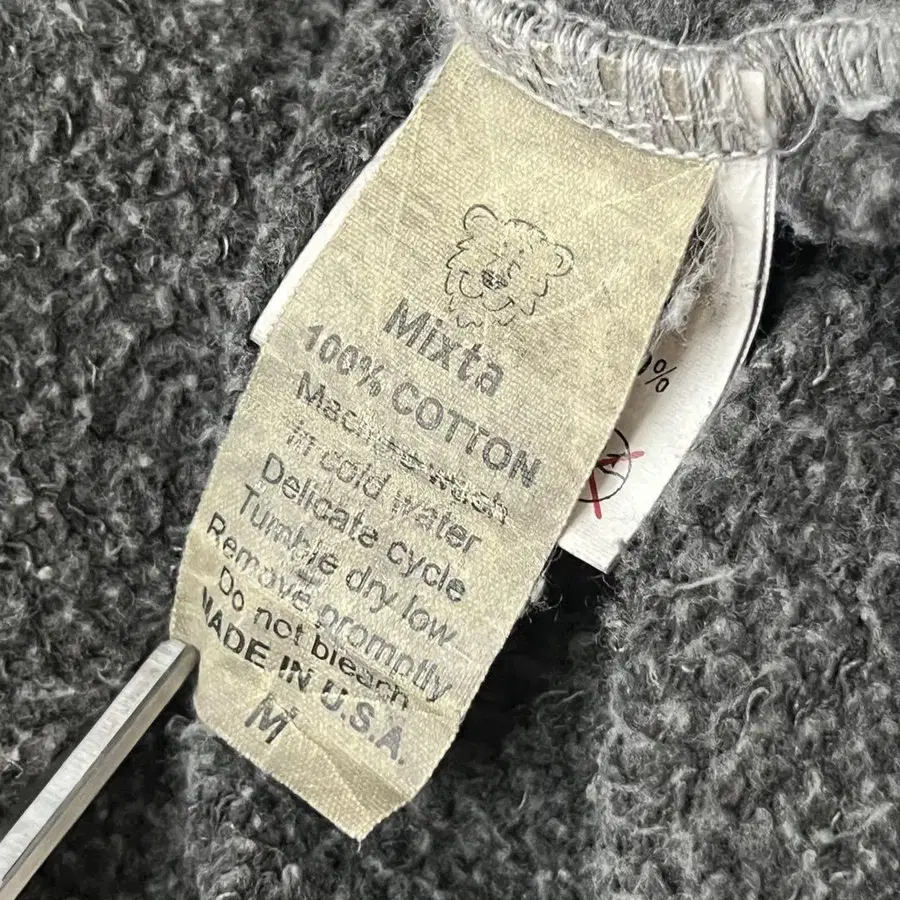 Mixta
100% COTTON
Machine wash
in cold water
Delicate cycle
Tumble dry low
Remove promptly
Do not bleach
MADE IN U.S.A.
M
0%